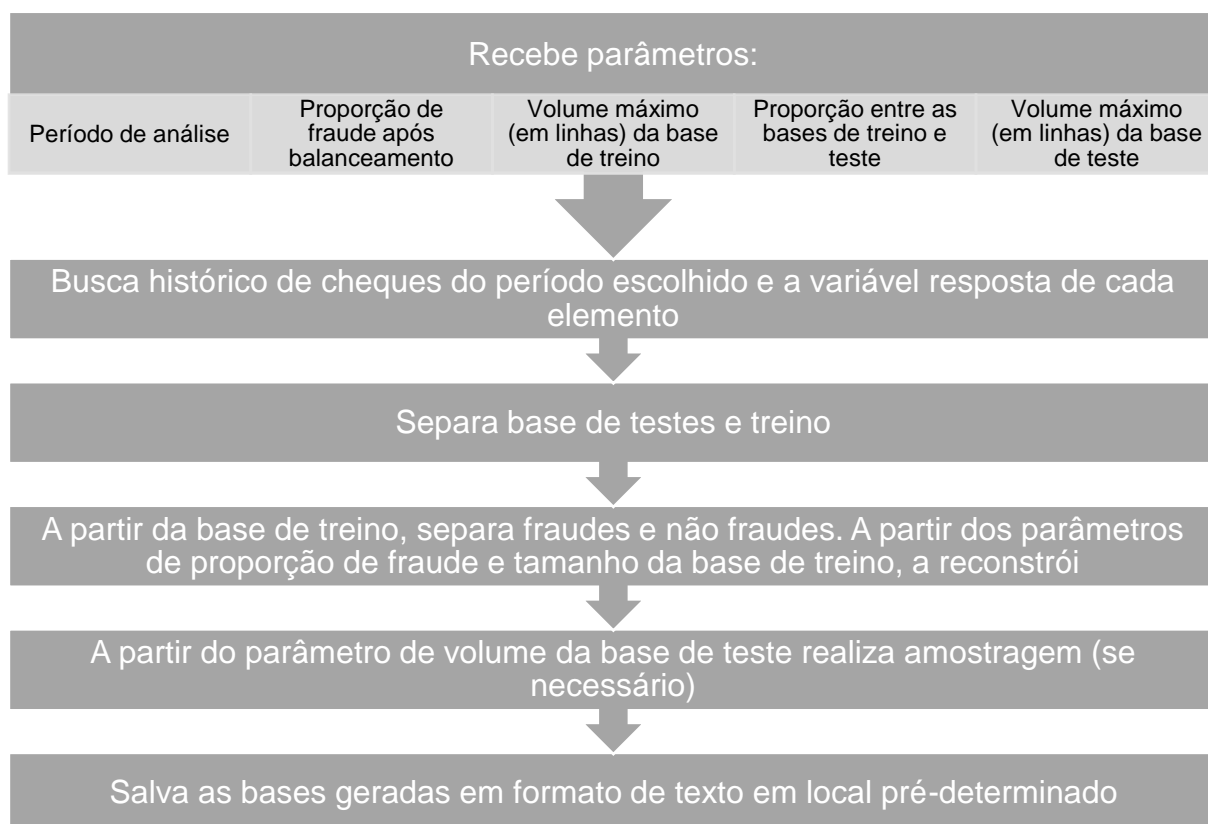 Recebe parâmetros:
Período de análise
Proporção de
fraude após
balanceamento
Volume máximo
(em linhas) da base
de treino
Proporção entre as
bases de treino e
teste
Volume máximo
(em linhas) da base
de teste
Busca histórico de cheques do período escolhido e a variável resposta de cada
elemento
Separa base de testes e treino
A partir da base de treino, separa fraudes e não fraudes. A partir dos parâmetros
de proporção de fraude e tamanho da base de treino, a reconstrói
A partir do parâmetro de volume da base de teste realiza amostragem (se
necessário)
Salva as bases geradas em formato de texto em local pré-determinado